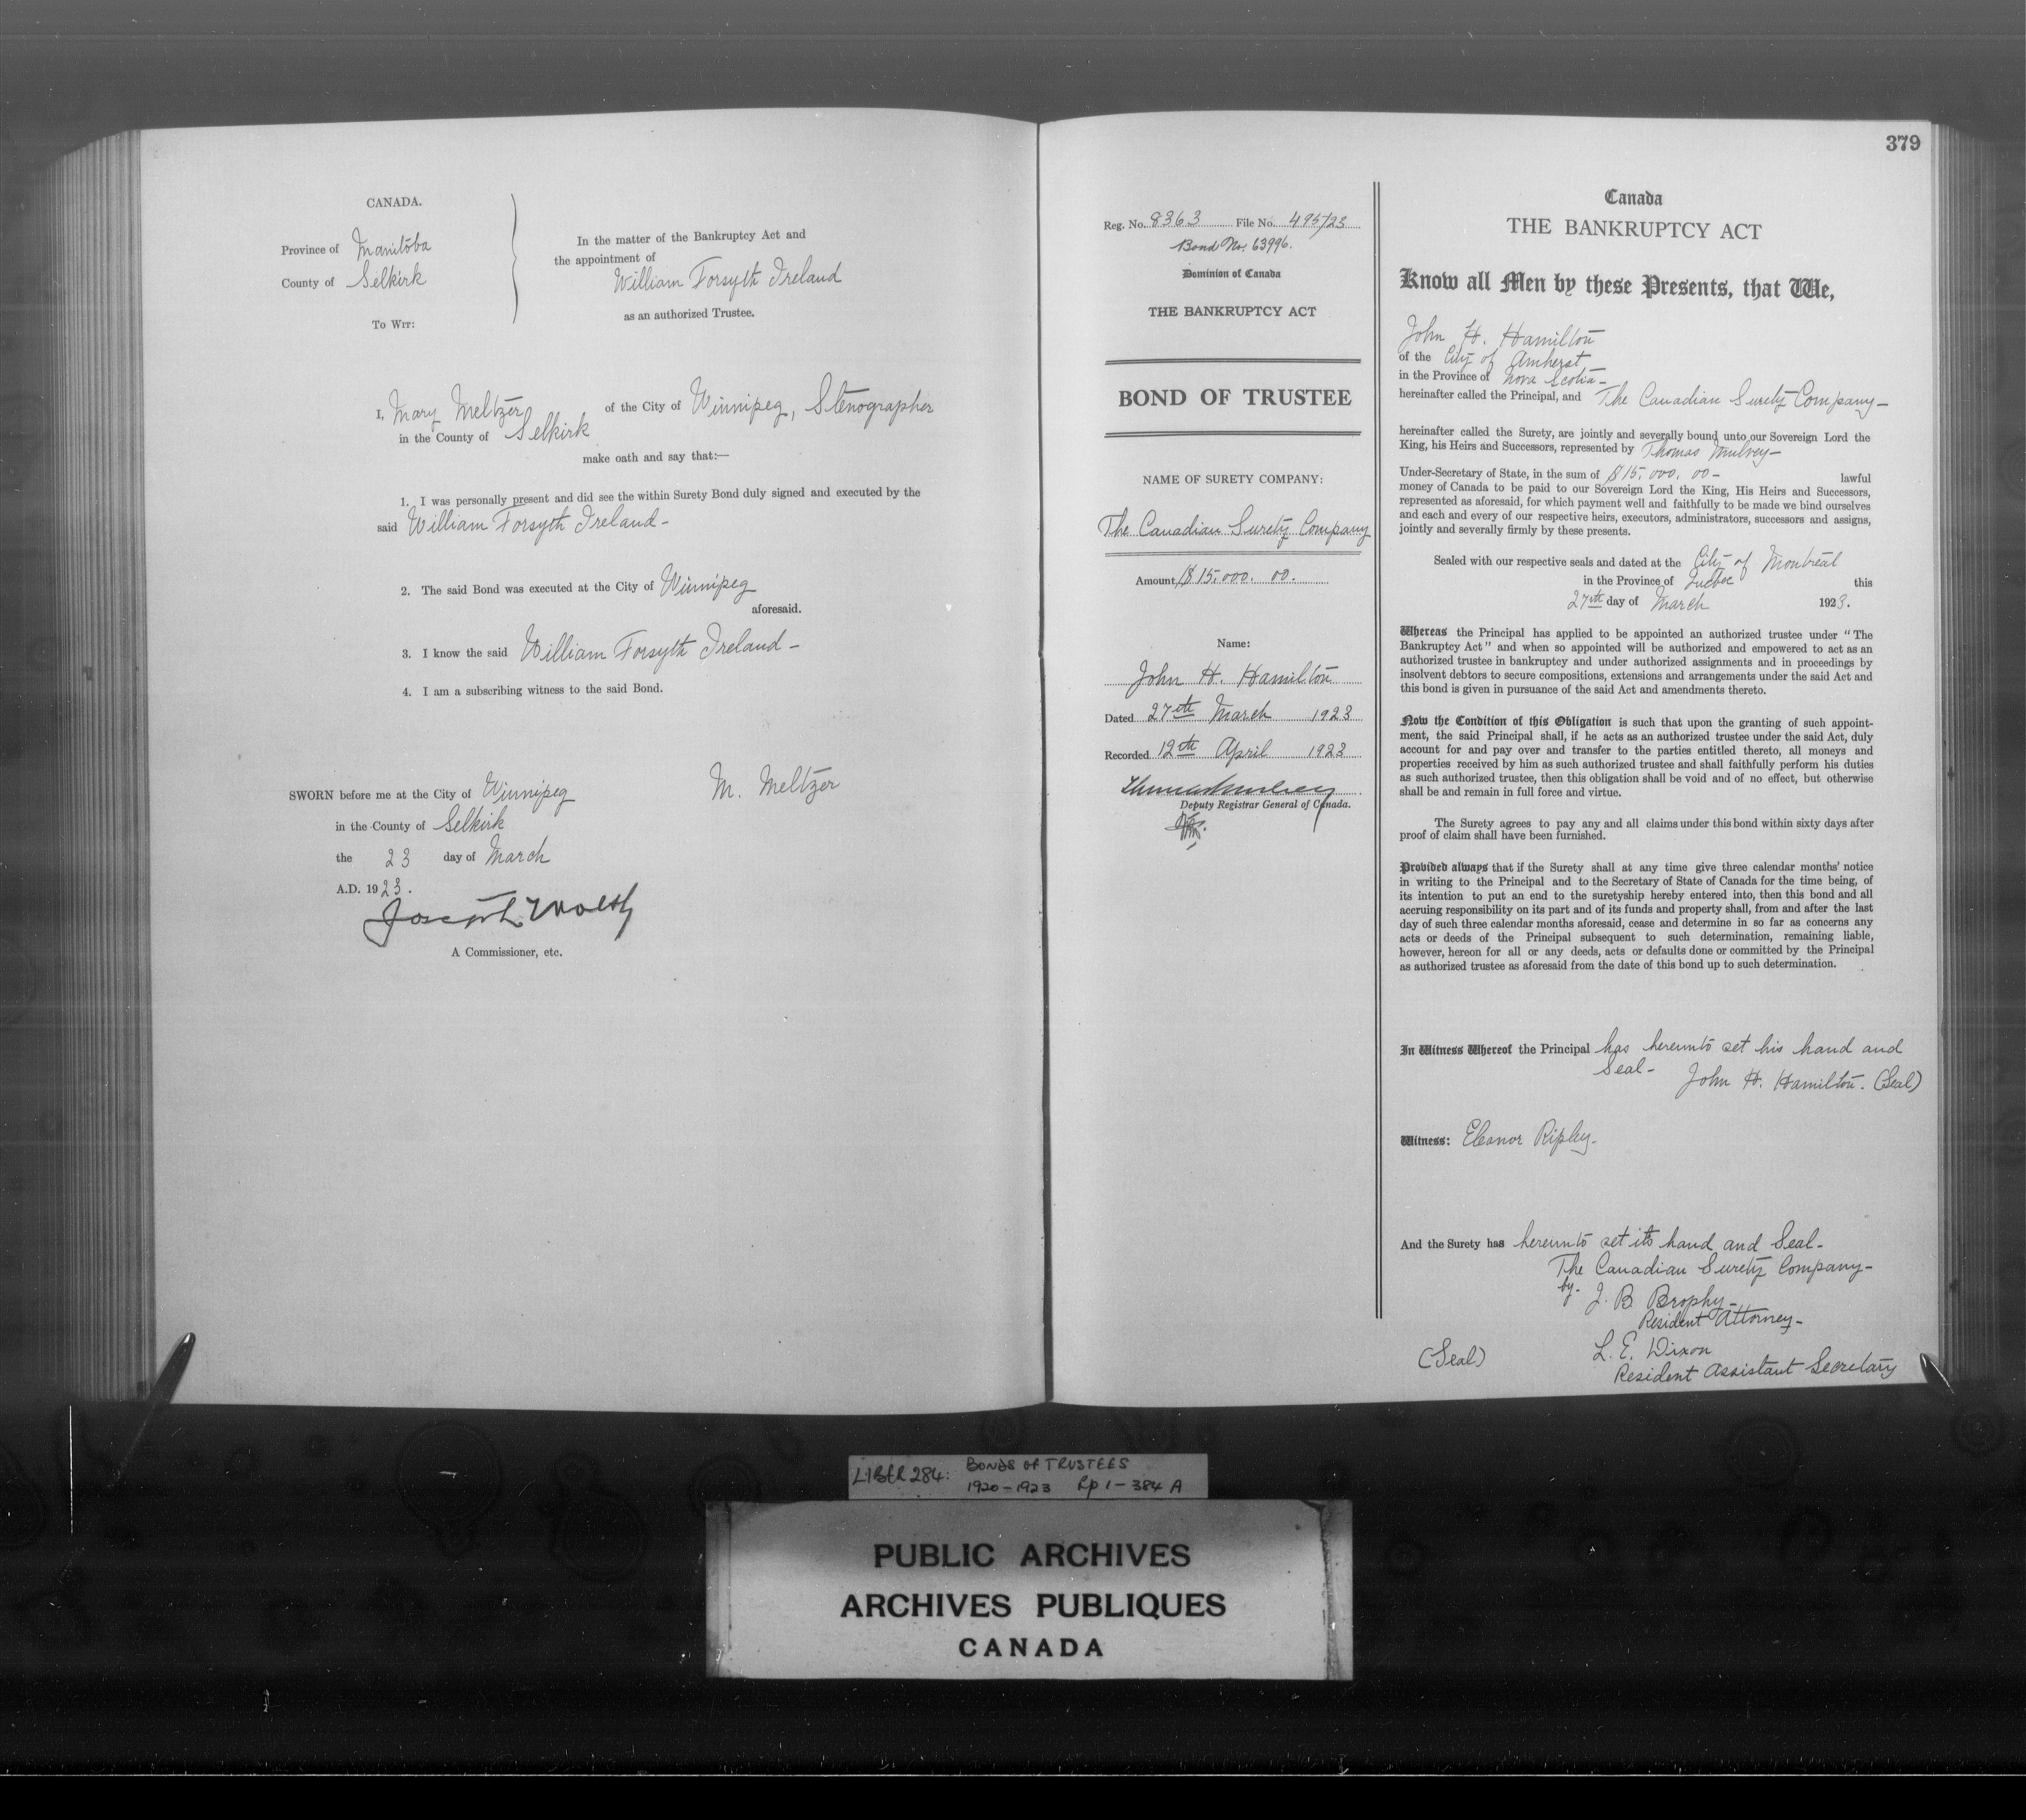 CANADA.
Province of Manitoba
County of Selkirk
To Wit:
In the matter of the Bankruptcy Act and
the appointment of
William Forsyth Ireland
as an authorized Trustee.
I, Mary Meltzer of the City of Winnipeg, Stenographer
in the County of Selkirk
make oath and say that:—
1. I was personally present and did see the within Surety Bond duly signed and executed by the
said William Forsyth Ireland -
2. The said Bond was executed at the City of Winnipeg
aforesaid.
3. I know the said William Forsyth Ireland -
4. I am a subscribing witness to the said Bond.
SWORN before me at the City of Winnipeg
in the County of Selkirk
the 23 day of March
A.D. 1923.
M. Meltzer
Joseph
A Commissioner, etc.
Reg. No. 8363 File No. 495/23
Bond No. 63996.
Dominion of Canada
THE BANKRUPTCY ACT
BOND OF TRUSTEE
NAME OF SURETY COMPANY:
The Canadian Surety Company
Amount $15,000.00.
Name:
John H. Hamilton
Dated 27th March 1923
Recorded 12th April 1923
Thomas Mulvey
Deputy Registrar General of Canada.
379
Canada
THE BANKRUPTCY ACT
Know all Men by these Presents, that We,
John H. Hamilton
of the City of Amherst
in the Province of Nova Scotia -
hereinafter called the Principal, and The Canadian Surety Company -
hereinafter called the Surety, are jointly and severally bound unto our Sovereign Lord the
King, his Heirs and Successors, represented by Thomas Mulvey -
Under-Secretary of State, in the sum of $15,000.00 - lawful
money of Canada to be paid to our Sovereign Lord the King, His Heirs and Successors,
represented as aforesaid, for which payment well and faithfully to be made we bind ourselves
and each and every of our respective heirs, executors, administrators, successors and assigns,
jointly and severally firmly by these presents.
Sealed with our respective seals and dated at the City of Montreal
in the Province of Quebec this
27th day of March 1923.
Whereas the Principal has applied to be appointed an authorized trustee under "The
Bankruptcy Act" and when so appointed will be authorized and empowered to act as an
authorized trustee in bankruptcy and under authorized assignments and in proceedings by
insolvent debtors to secure compositions, extensions and arrangements under the said Act and
this bond is given in pursuance of the said Act and amendments thereto.
Now the Condition of this Obligation is such that upon the granting of such appoint-
ment, the said Principal shall, if he acts as an authorized trustee under the said Act, duly
account for and pay over and transfer to the parties entitled thereto, all moneys and
properties received by him as such authorized trustee and shall faithfully perform his duties
as such authorized trustee, then this obligation shall be void and of no effect, but otherwise
shall be and remain in full force and virtue.
The Surety agrees to pay any and all claims under this bond within sixty days after
proof of claim shall have been furnished.
Provided always that if the Surety shall at any time give three calendar months' notice
in writing to the Principal and to the Secretary of State of Canada for the time being, of
its intention to put an end to the suretyship hereby entered into, then this bond and all
accruing responsibility on its part and of its funds and property shall, from and after the last
day of such three calendar months aforesaid, cease and determine in so far as concerns any
acts or deeds of the Principal subsequent to such determination, remaining liable,
however, hereon for all or any deeds, acts or defaults done or committed by the Principal
as authorized trustee as aforesaid from the date of this bond up to such determination.
In Witness Whereof the Principal has hereunto set his hand and
Seal -
John H. Hamilton. (Seal)
Witness: Eleanor Ripley -
And the Surety has hereunto set its hand and Seal -
The Canadian Surety Company -
by. J. B. Brophy -
Resident Attorney -
L. E. Dixon
(Seal)
Resident Assistant Secretary
LIBER 284: BONDS OF TRUSTEES
1920-1923 Pp 1-384 A
PUBLIC ARCHIVES
ARCHIVES PUBLIQUES
CANADA